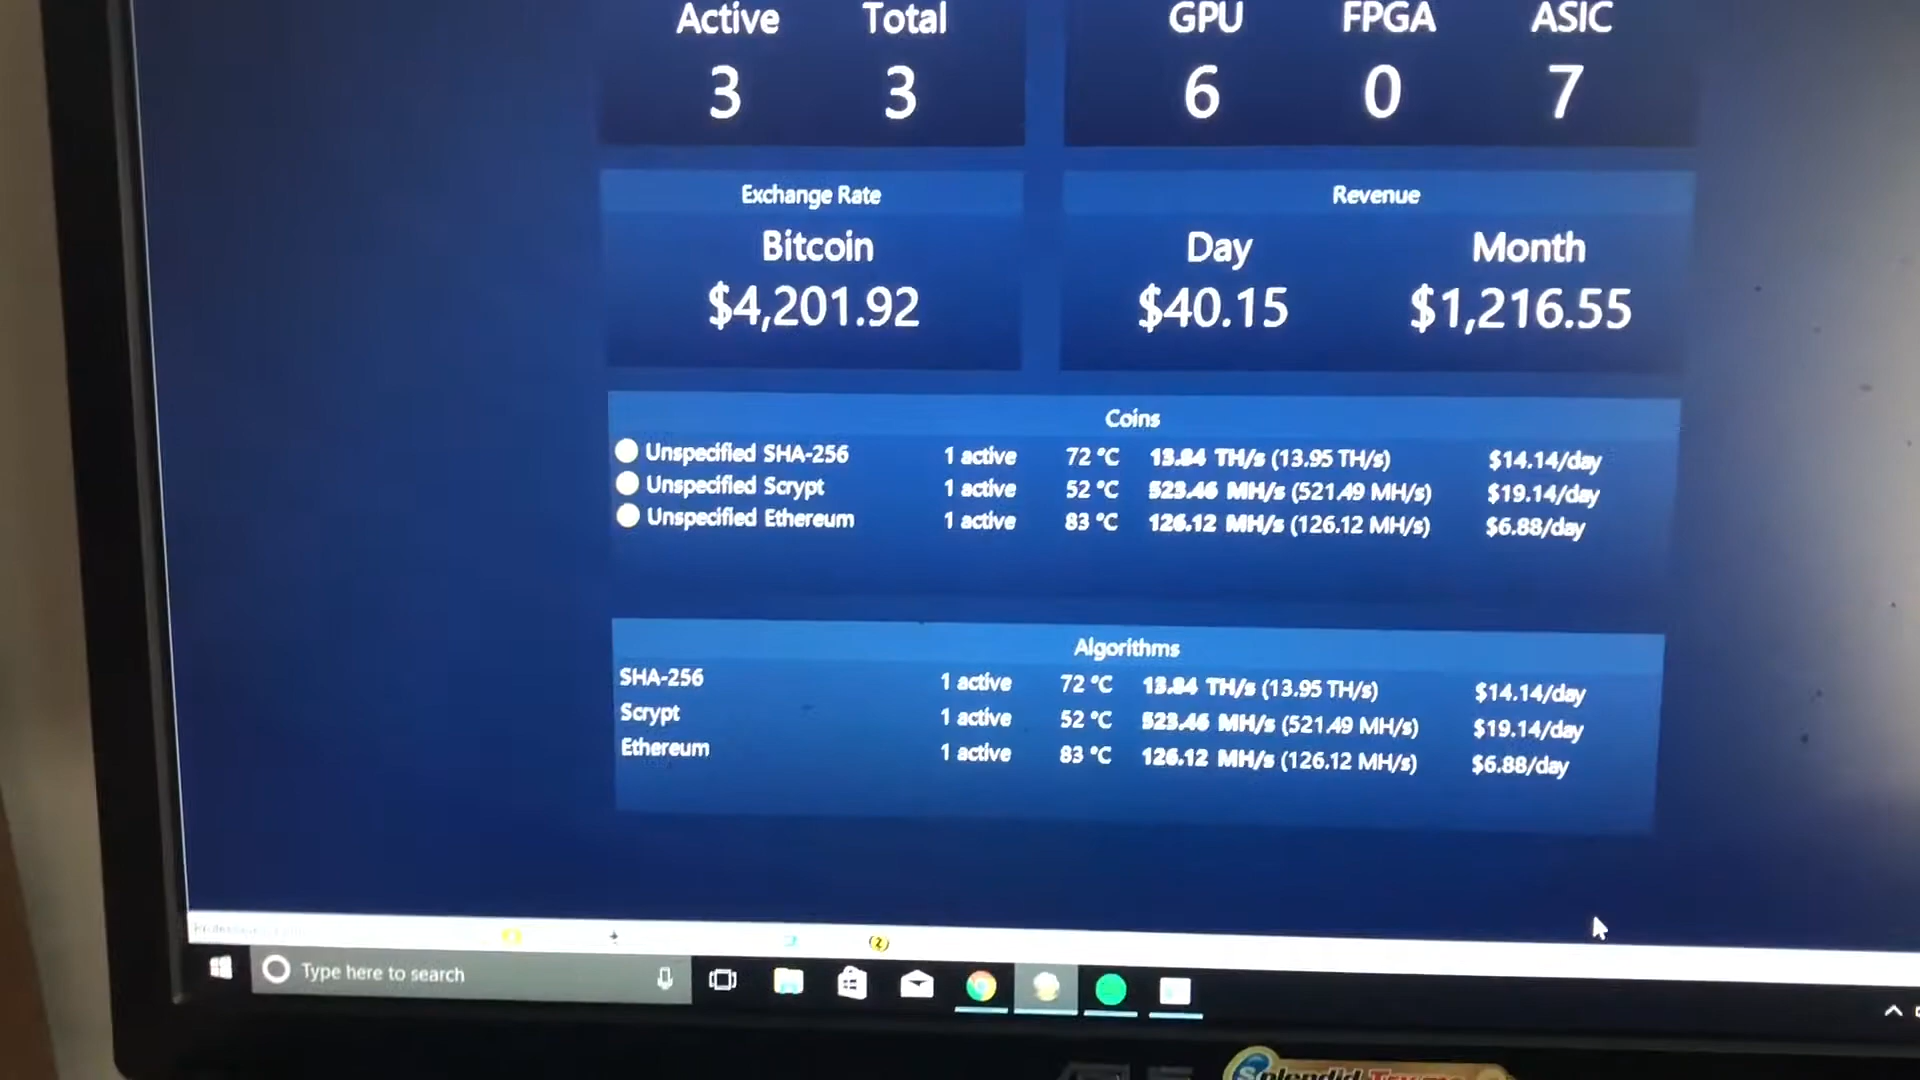 Active Total
3 3
GPU FPGA ASIC
6 0 7
Exchange Rate
Bitcoin
$4,201.92
Revenue
Day Month
$40.15 $1,216.55
Coins
Unspecified SHA-256 1 active 72 °C 13.84 TH/s (13.95 TH/s) $14.14/day
Unspecified Scrypt 1 active 52 °C 523.46 MH/s (521.49 MH/s) $19.14/day
Unspecified Ethereum 1 active 83 °C 126.12 MH/s (126.12 MH/s) $6.88/day
Algorithms
SHA-256 1 active 72 °C 13.84 TH/s (13.95 TH/s) $14.14/day
Scrypt 1 active 52 °C 523.46 MH/s (521.49 MH/s) $19.14/day
Ethereum 1 active 83 °C 126.12 MH/s (126.12 MH/s) $6.88/day
Type here to search
Splendid